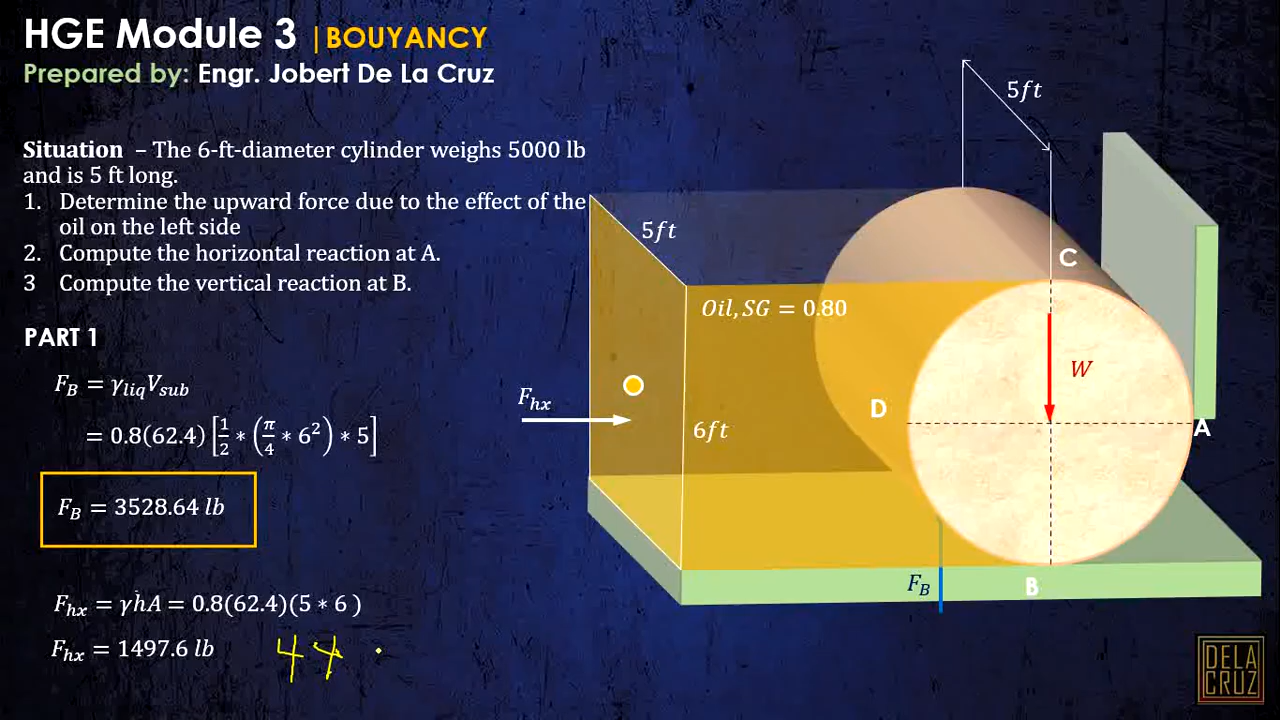 HGE Module 3 | BOUYANCY
Prepared by: Engr. Jobert De La Cruz
Situation – The 6-ft-diameter cylinder weighs 5000 lb
and is 5 ft long.
1. Determine the upward force due to the effect of the
oil on the left side
2. Compute the horizontal reaction at A.
3 Compute the vertical reaction at B.
PART 1
F_B = γ_liq V_sub
= 0.8(62.4) [1/2 * (π/4 * 6²) * 5]
F_B = 3528.64 lb
F_hx = γh̄A = 0.8(62.4)(5 * 6 )
F_hx = 1497.6 lb
44 .
5ft
5ft
C
Oil, SG = 0.80
W
F_hx
D
6ft
A
F_B
B
DELA
CRUZ